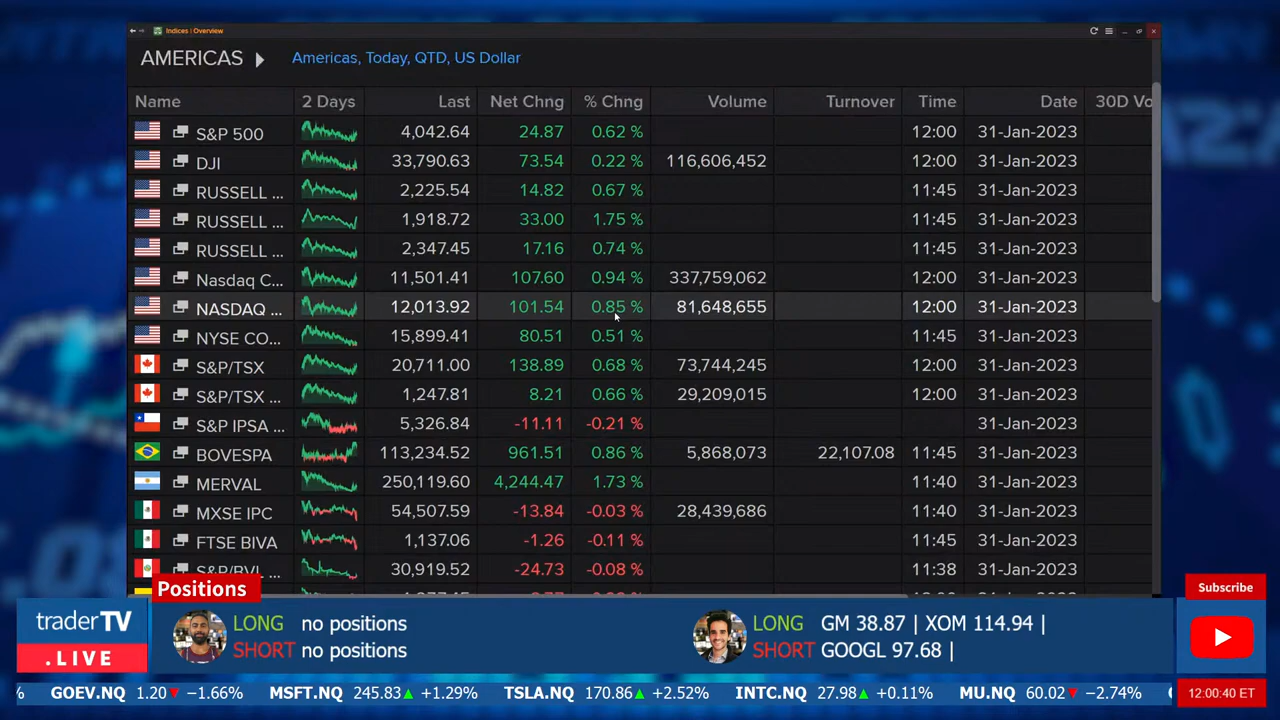 Indices | Overview
AMERICAS Americas, Today, QTD, US Dollar
Name 2 Days Last Net Chng % Chng Volume Turnover Time Date 30D Vo
S&P 500 4,042.64 24.87 0.62 % 12:00 31-Jan-2023
DJI 33,790.63 73.54 0.22 % 116,606,452 12:00 31-Jan-2023
RUSSELL ... 2,225.54 14.82 0.67 % 11:45 31-Jan-2023
RUSSELL ... 1,918.72 33.00 1.75 % 11:45 31-Jan-2023
RUSSELL ... 2,347.45 17.16 0.74 % 11:45 31-Jan-2023
Nasdaq C... 11,501.41 107.60 0.94 % 337,759,062 12:00 31-Jan-2023
NASDAQ ... 12,013.92 101.54 0.85 % 81,648,655 12:00 31-Jan-2023
NYSE CO... 15,899.41 80.51 0.51 % 11:45 31-Jan-2023
S&P/TSX 20,711.00 138.89 0.68 % 73,744,245 12:00 31-Jan-2023
S&P/TSX ... 1,247.81 8.21 0.66 % 29,209,015 12:00 31-Jan-2023
S&P IPSA ... 5,326.84 -11.11 -0.21 % 31-Jan-2023
BOVESPA 113,234.52 961.51 0.86 % 5,868,073 22,107.08 11:45 31-Jan-2023
MERVAL 250,119.60 4,244.47 1.73 % 11:40 31-Jan-2023
MXSE IPC 54,507.59 -13.84 -0.03 % 28,439,686 11:40 31-Jan-2023
FTSE BIVA 1,137.06 -1.26 -0.11 % 11:45 31-Jan-2023
S&P/BVL ... 30,919.52 -24.73 -0.08 % 11:38 31-Jan-2023
Positions
Subscribe
traderTV
.LIVE
LONG no positions
SHORT no positions
LONG GM 38.87 | XOM 114.94 |
SHORT GOOGL 97.68 |
% GOEV.NQ 1.20 -1.66% MSFT.NQ 245.83 +1.29% TSLA.NQ 170.86 +2.52% INTC.NQ 27.98 +0.11% MU.NQ 60.02 -2.74% 12:00:40 ET